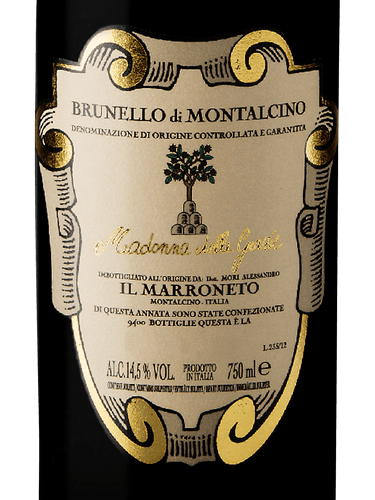 BRUNELLO di MONTALCINO
DENOMINAZIONE DI ORIGINE CONTROLLATA E GARANTITA
Madonna delle Grazie
IMBOTTIGLIATO ALL'ORIGINE DA: Dott. MORI ALESSANDRO
IL MARRONETO
MONTALCINO - ITALIA
DI QUESTA ANNATA SONO STATE CONFEZIONATE
9400 BOTTIGLIE QUESTA È LA
L.255/12
ALC.14,5% VOL. PRODOTTO IN ITALIA 750 ml e